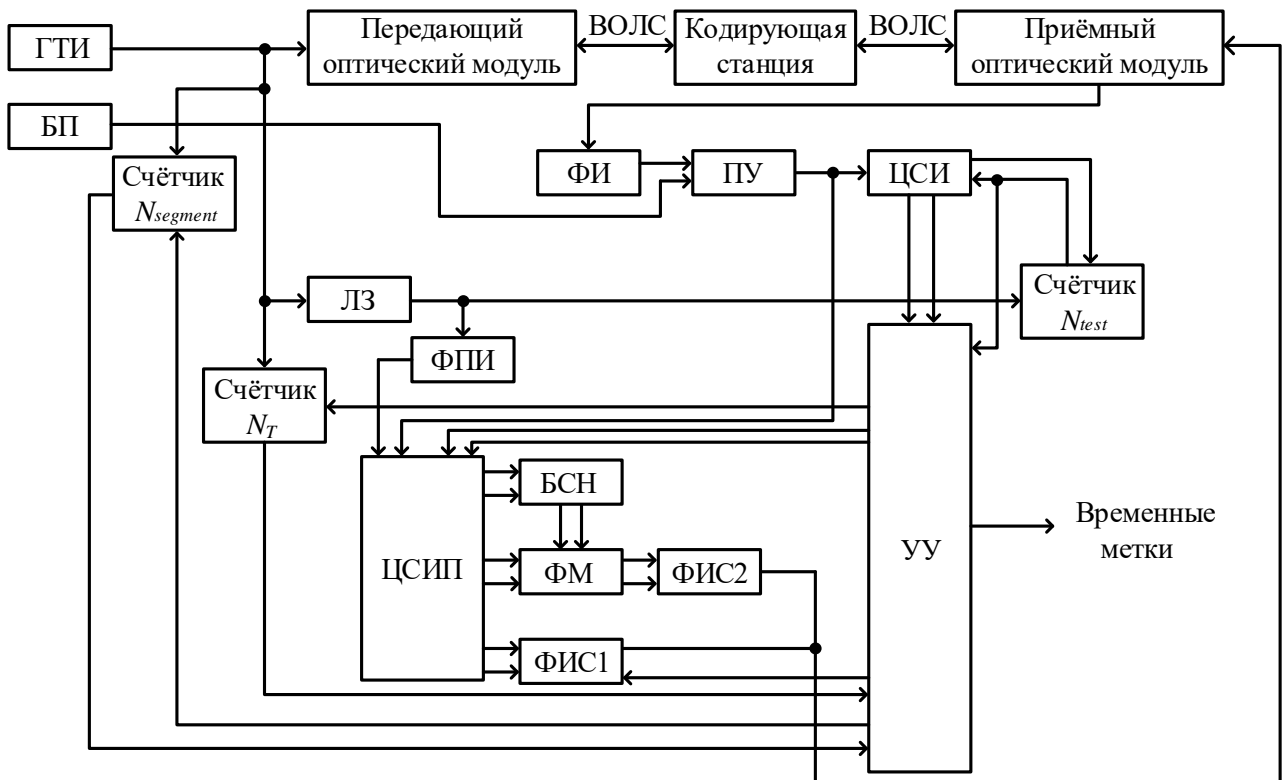 ГТИ
Передающий
оптический модуль
ВОЛС
Кодирующая
станция
ВОЛС
Приёмный
оптический модуль
БП
Счётчик
Nsegment
ФИ
ПУ
ЦСИ
ЛЗ
Счётчик
Ntest
ФПИ
Счётчик
NT
ЦСИП
БСН
ФМ
ФИС2
ФИС1
УУ
Временные
метки